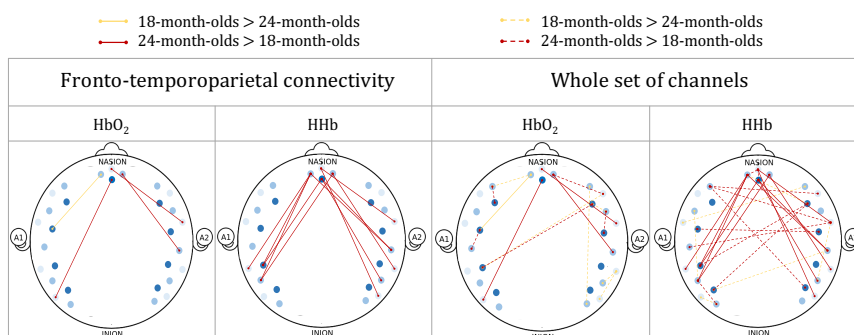 18-month-olds > 24-month-olds 18-month-olds > 24-month-olds
24-month-olds > 18-month-olds 24-month-olds > 18-month-olds
Fronto-temporoparietal connectivity Whole set of channels
HbO₂ HHb HbO₂ HHb
NASION NASION NASION NASION
A1 A2 A1 A2 A1 A2 A1
INION INION INION INION